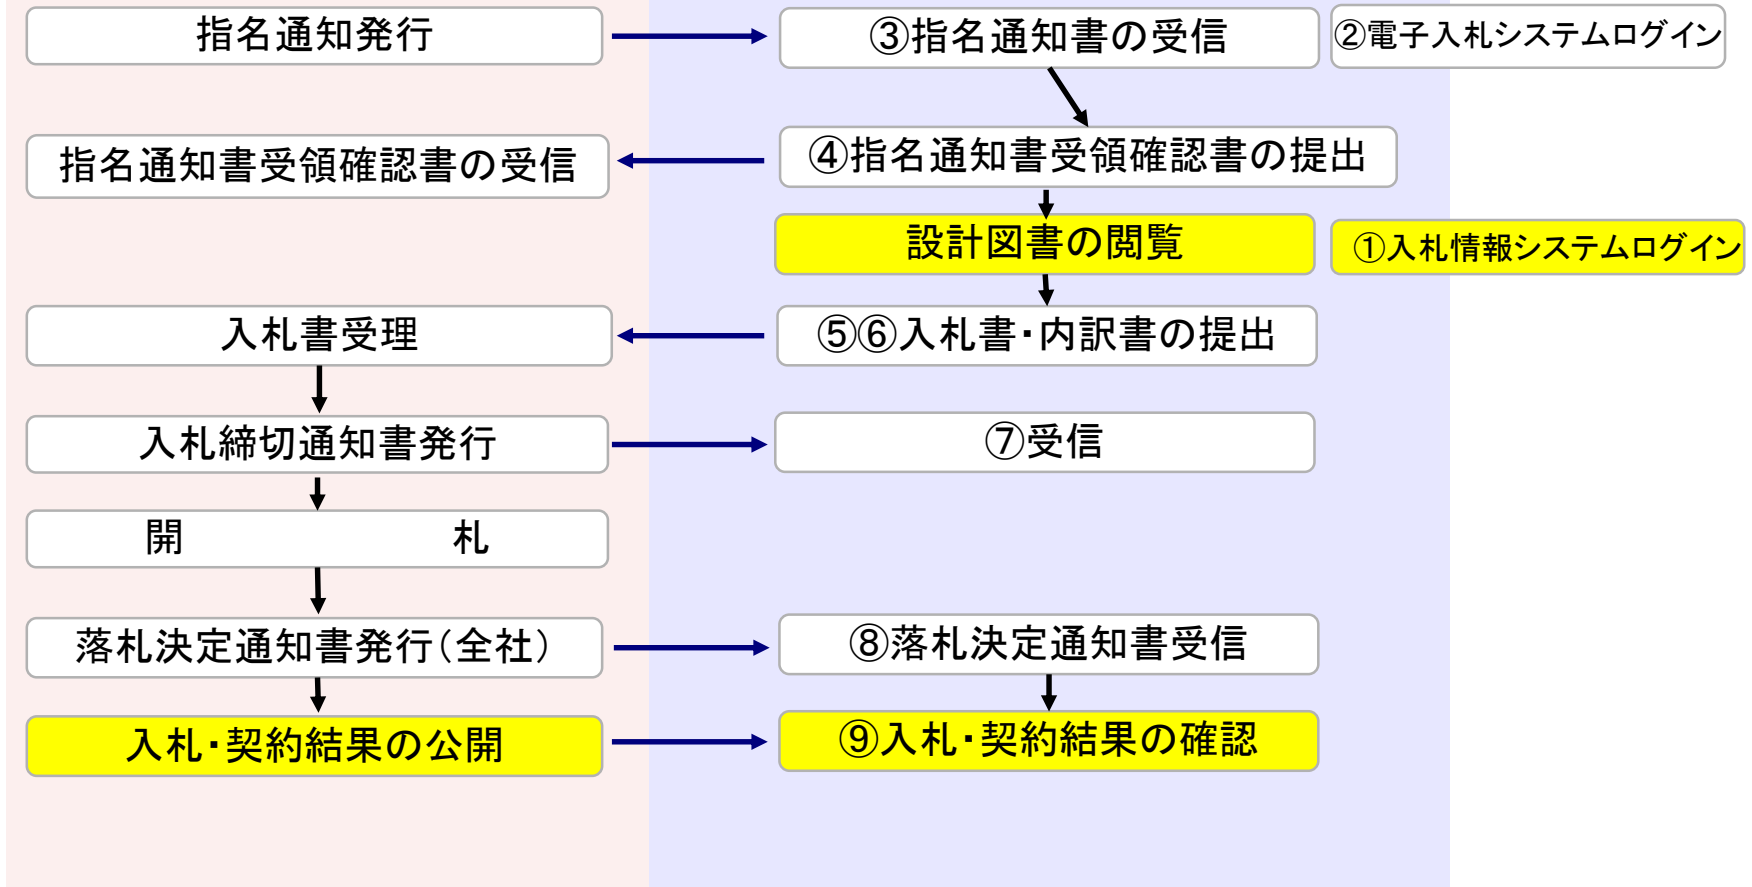 指名通知発行
③指名通知書の受信
②電子入札システムログイン
指名通知書受領確認書の受信
④指名通知書受領確認書の提出
設計図書の閲覧
①入札情報システムログイン
入札書受理
⑤⑥入札書・内訳書の提出
入札締切通知書発行
⑦受信
開　　　　　　札
落札決定通知書発行（全社）
⑧落札決定通知書受信
入札・契約結果の公開
⑨入札・契約結果の確認